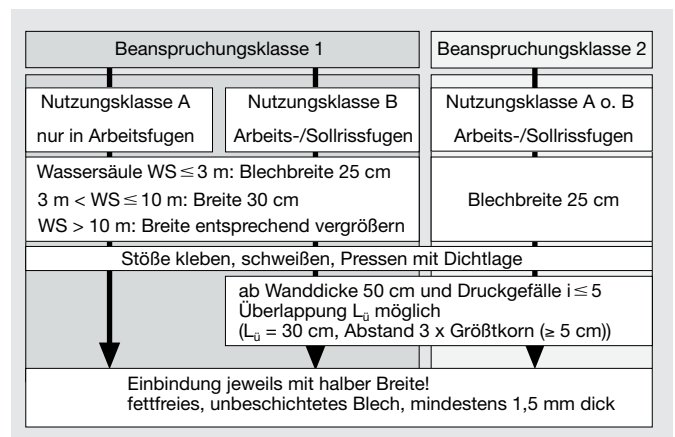 Beanspruchungsklasse 1
Beanspruchungsklasse 2
Nutzungsklasse A
nur in Arbeitsfugen
Nutzungsklasse B
Arbeits-/Sollrissfugen
Nutzungsklasse A o. B
Arbeits-/Sollrissfugen
Wassersäule WS ≤ 3 m: Blechbreite 25 cm
3 m < WS ≤ 10 m: Breite 30 cm
WS > 10 m: Breite entsprechend vergrößern
Blechbreite 25 cm
Stöße kleben, schweißen, Pressen mit Dichtlage
ab Wanddicke 50 cm und Druckgefälle i ≤ 5
Überlappung Lü möglich
(Lü = 30 cm, Abstand 3 x Größtkorn (≥ 5 cm))
Einbindung jeweils mit halber Breite!
fettfreies, unbeschichtetes Blech, mindestens 1,5 mm dick